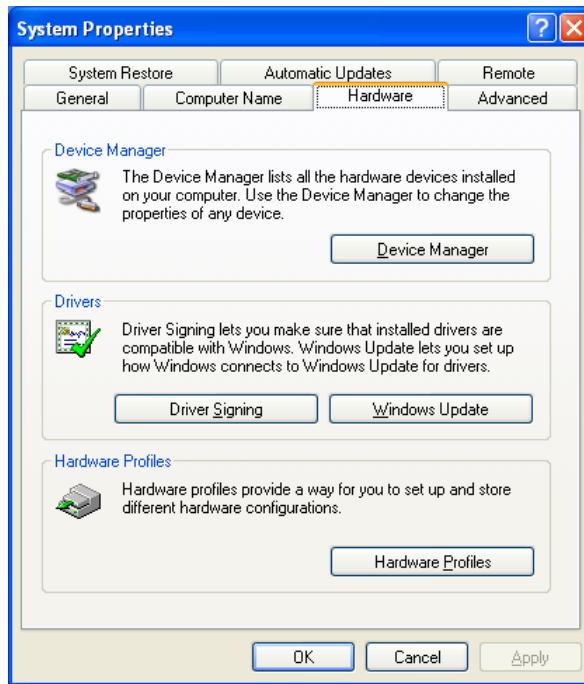 System Properties
System Restore
Automatic Updates
Remote
General
Computer Name
Hardware
Advanced
Device Manager
The Device Manager lists all the hardware devices installed
on your computer. Use the Device Manager to change the
properties of any device.
Device Manager
Drivers
Driver Signing lets you make sure that installed drivers are
compatible with Windows. Windows Update lets you set up
how Windows connects to Windows Update for drivers.
Driver Signing
Windows Update
Hardware Profiles
Hardware profiles provide a way for you to set up and store
different hardware configurations.
Hardware Profiles
OK
Cancel
Apply